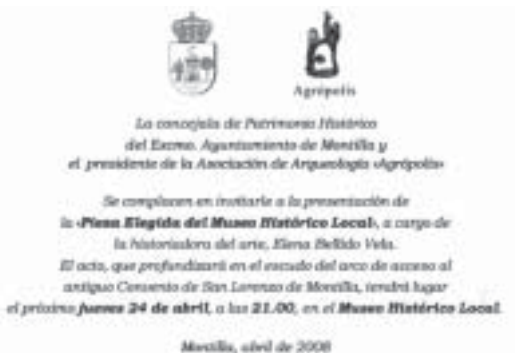 Agrópolis
La concejala de Patrimonio Histórico
del Excmo. Ayuntamiento de Montilla y
el presidente de la Asociación de Arqueología «Agrópolis»
Se complacen en invitarle a la presentación de
la «Pieza Elegida del Museo Histórico Local», a cargo de
la historiadora del arte, Elena Bellido Vela.
El acto, que profundizará en el escudo del arco de acceso al
antiguo Convento de San Lorenzo de Montilla, tendrá lugar
el próximo jueves 24 de abril, a las 21.00, en el Museo Histórico Local.
Montilla, abril de 2008